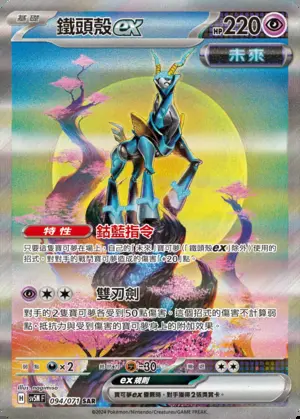 基礎 鐵頭殼ex HP220
未來
特性 鈷藍指令
只要這隻寶可夢在場上,自己的「未來」寶可夢(「鐵頭殼ex」除外)使用的
招式,對對手的戰鬥寶可夢造成的傷害「+20」點。
雙刃劍
對手的2隻寶可夢各受到50點傷害。這個招式的傷害不計算弱
點、抵抗力與受到傷害的寶可夢身上的附加效果。
×2 -30
ex規則
當寶可夢ex【昏厥】時,對手獲得2張獎賞卡。
Illus. nagimiso
H SV5K F 094/071 SAR
©2024 Pokémon/Nintendo/Creatures/GAME FREAK.